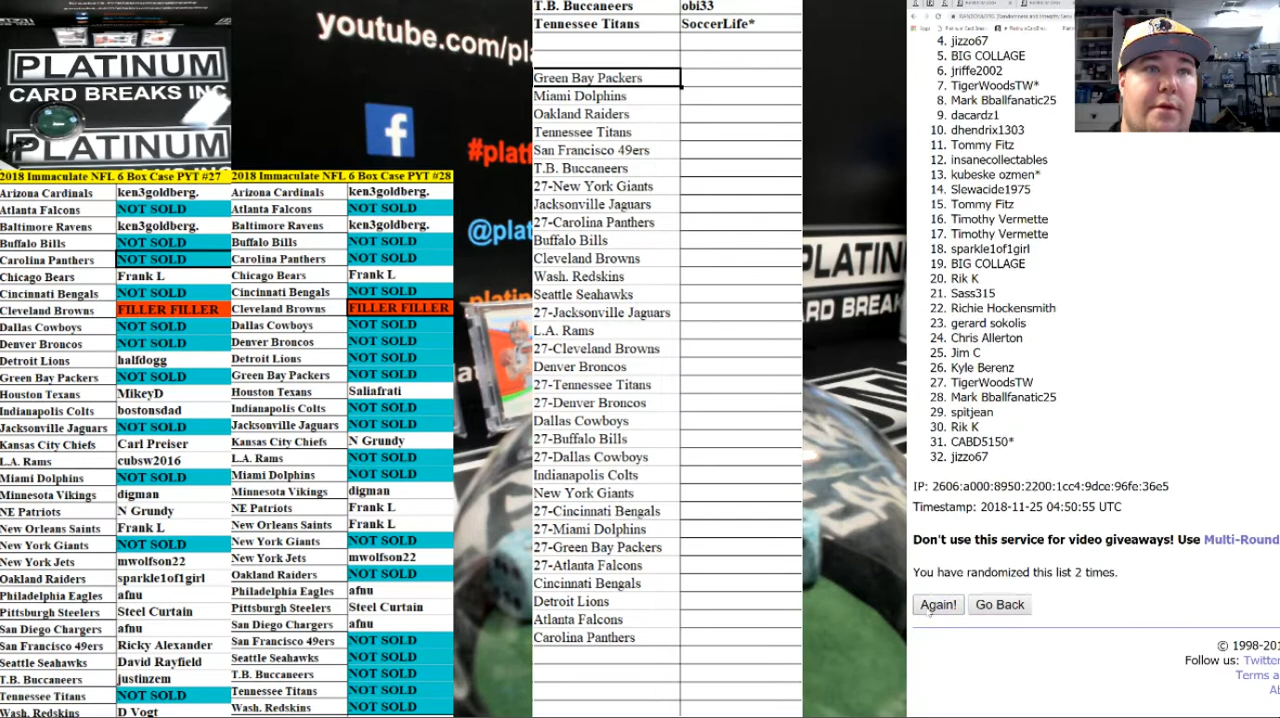 PLATINUM
CARD BREAKS INC
PLATINUM
youtube.com/pla
f
#plat
@plat
PLATINUM
CARD BREAK
2018 Immaculate NFL 6 Box Case PYT #27
Arizona Cardinals ken3goldberg.
Atlanta Falcons NOT SOLD
Baltimore Ravens ken3goldberg.
Buffalo Bills NOT SOLD
Carolina Panthers NOT SOLD
Chicago Bears Frank L
Cincinnati Bengals NOT SOLD
Cleveland Browns FILLER FILLER
Dallas Cowboys NOT SOLD
Denver Broncos NOT SOLD
Detroit Lions halfdogg
Green Bay Packers NOT SOLD
Houston Texans MikeyD
Indianapolis Colts bostonsdad
Jacksonville Jaguars NOT SOLD
Kansas City Chiefs Carl Preiser
L.A. Rams cubsw2016
Miami Dolphins NOT SOLD
Minnesota Vikings digman
NE Patriots N Grundy
New Orleans Saints Frank L
New York Giants NOT SOLD
New York Jets mwolfson22
Oakland Raiders sparkle1of1girl
Philadelphia Eagles afnu
Pittsburgh Steelers Steel Curtain
San Diego Chargers afnu
San Francisco 49ers Ricky Alexander
Seattle Seahawks David Rayfield
T.B. Buccaneers justinzem
Tennessee Titans NOT SOLD
Wash. Redskins D Vogt
2018 Immaculate NFL 6 Box Case PYT #28
Arizona Cardinals ken3goldberg.
Atlanta Falcons NOT SOLD
Baltimore Ravens ken3goldberg.
Buffalo Bills NOT SOLD
Carolina Panthers NOT SOLD
Chicago Bears Frank L
Cincinnati Bengals NOT SOLD
Cleveland Browns FILLER FILLER
Dallas Cowboys NOT SOLD
Denver Broncos NOT SOLD
Detroit Lions NOT SOLD
Green Bay Packers NOT SOLD
Houston Texans Saliafrati
Indianapolis Colts NOT SOLD
Jacksonville Jaguars NOT SOLD
Kansas City Chiefs N Grundy
L.A. Rams NOT SOLD
Miami Dolphins NOT SOLD
Minnesota Vikings digman
NE Patriots Frank L
New Orleans Saints Frank L
New York Giants NOT SOLD
New York Jets mwolfson22
Oakland Raiders NOT SOLD
Philadelphia Eagles afnu
Pittsburgh Steelers Steel Curtain
San Diego Chargers afnu
San Francisco 49ers NOT SOLD
Seattle Seahawks NOT SOLD
T.B. Buccaneers NOT SOLD
Tennessee Titans NOT SOLD
Wash. Redskins NOT SOLD
T.B. Buccaneers obi33
Tennessee Titans SoccerLife*
Green Bay Packers
Miami Dolphins
Oakland Raiders
Tennessee Titans
San Francisco 49ers
T.B. Buccaneers
27-New York Giants
Jacksonville Jaguars
27-Carolina Panthers
Buffalo Bills
Cleveland Browns
Wash. Redskins
Seattle Seahawks
27-Jacksonville Jaguars
L.A. Rams
27-Cleveland Browns
Denver Broncos
27-Tennessee Titans
27-Denver Broncos
Dallas Cowboys
27-Buffalo Bills
27-Dallas Cowboys
Indianapolis Colts
New York Giants
27-Cincinnati Bengals
27-Miami Dolphins
27-Green Bay Packers
27-Atlanta Falcons
Cincinnati Bengals
Detroit Lions
Atlanta Falcons
Carolina Panthers
4. jizzo67
5. BIG COLLAGE
6. jriffe2002
7. TigerWoodsTW*
8. Mark Bballfanatic25
9. dacardz1
10. dhendrix1303
11. Tommy Fitz
12. insanecollectables
13. kubeske ozmen*
14. Slewacide1975
15. Tommy Fitz
16. Timothy Vermette
17. Timothy Vermette
18. sparkle1of1girl
19. BIG COLLAGE
20. Rik K
21. Sass315
22. Richie Hockensmith
23. gerard sokolis
24. Chris Allerton
25. Jim C
26. Kyle Berenz
27. TigerWoodsTW
28. Mark Bballfanatic25
29. spitjean
30. Rik K
31. CABD5150*
32. jizzo67
IP: 2606:a000:8950:2200:1cc4:9dce:96fe:36e5
Timestamp: 2018-11-25 04:50:55 UTC
Don't use this service for video giveaways! Use Multi-Round
You have randomized this list 2 times.
Again! Go Back
© 1998-201
Follow us: Twitte
Terms a